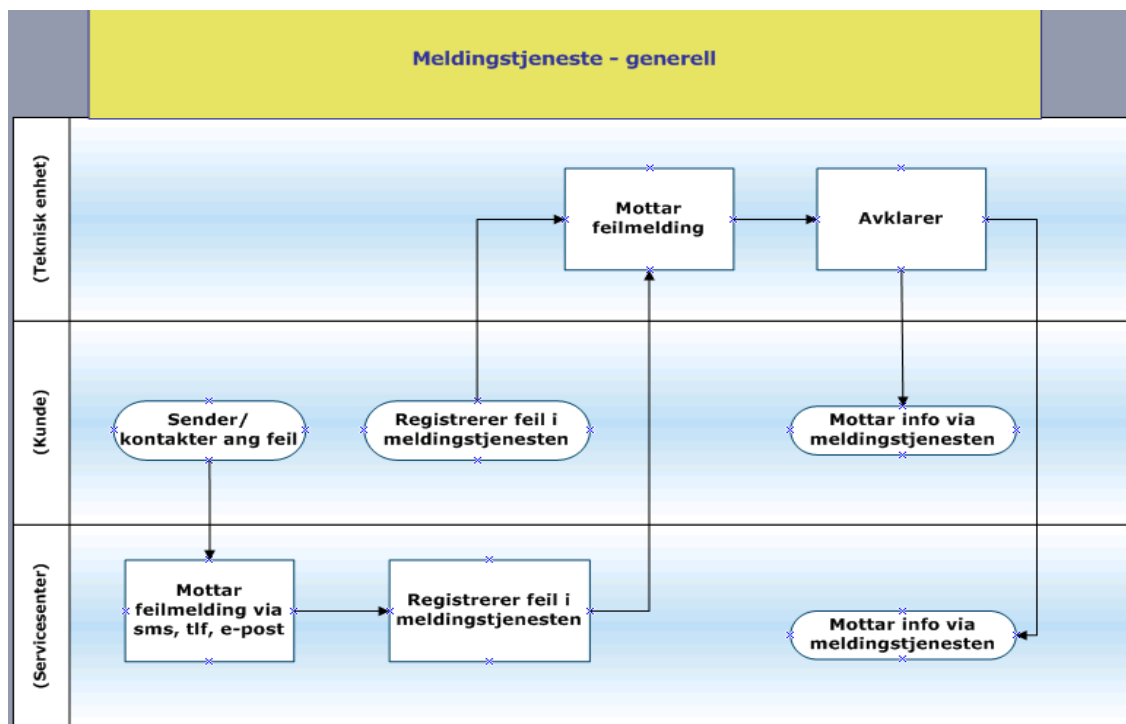 Meldingstjeneste - generell
(Teknisk enhet)
Mottar
feilmelding
Avklarer
(Kunde)
Sender/
kontakter ang feil
Registrerer feil i
meldingstjenesten
Mottar info via
meldingstjenesten
(Servicesenter)
Mottar
feilmelding via
sms, tlf, e-post
Registrerer feil i
meldingstjenesten
Mottar info via
meldingstjenesten